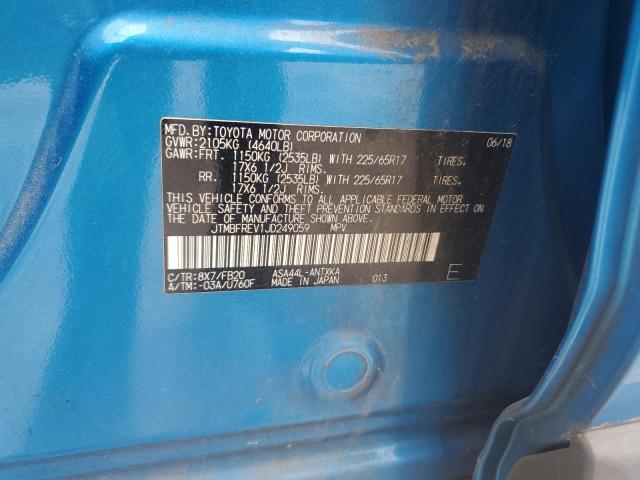 MFD.BY:TOYOTA MOTOR CORPORATION 06/18
GVWR:2105KG (4640LB)
GAWR:FRT. 1150KG (2535LB) WITH 225/65R17 TIRES.
17X6 1/2J RIMS.
RR. 1150KG (2535LB) WITH 225/65R17 TIRES.
17X6 1/2J RIMS.
THIS VEHICLE CONFORMS TO ALL APPLICABLE FEDERAL MOTOR
VEHICLE SAFETY AND THEFT PREVENTION STANDARDS IN EFFECT ON
THE DATE OF MANUFACTURE SHOWN ABOVE.
JTMBFREV1JD249059 MPV
C/TR:8X7/FB20 ASA44L-ANTXKA
A/TM:-03A/U760F MADE IN JAPAN 013 E